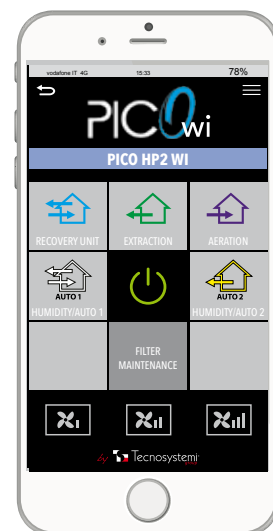 vodafone IT 4G 15:33 78%
PICO wi
PICO HP2 WI
RECOVERY UNIT EXTRACTION AERATION
AUTO 1 AUTO 2
HUMIDITY/AUTO 1 HUMIDITY/AUTO 2
FILTER
MAINTENANCE
By Tecnosystemi